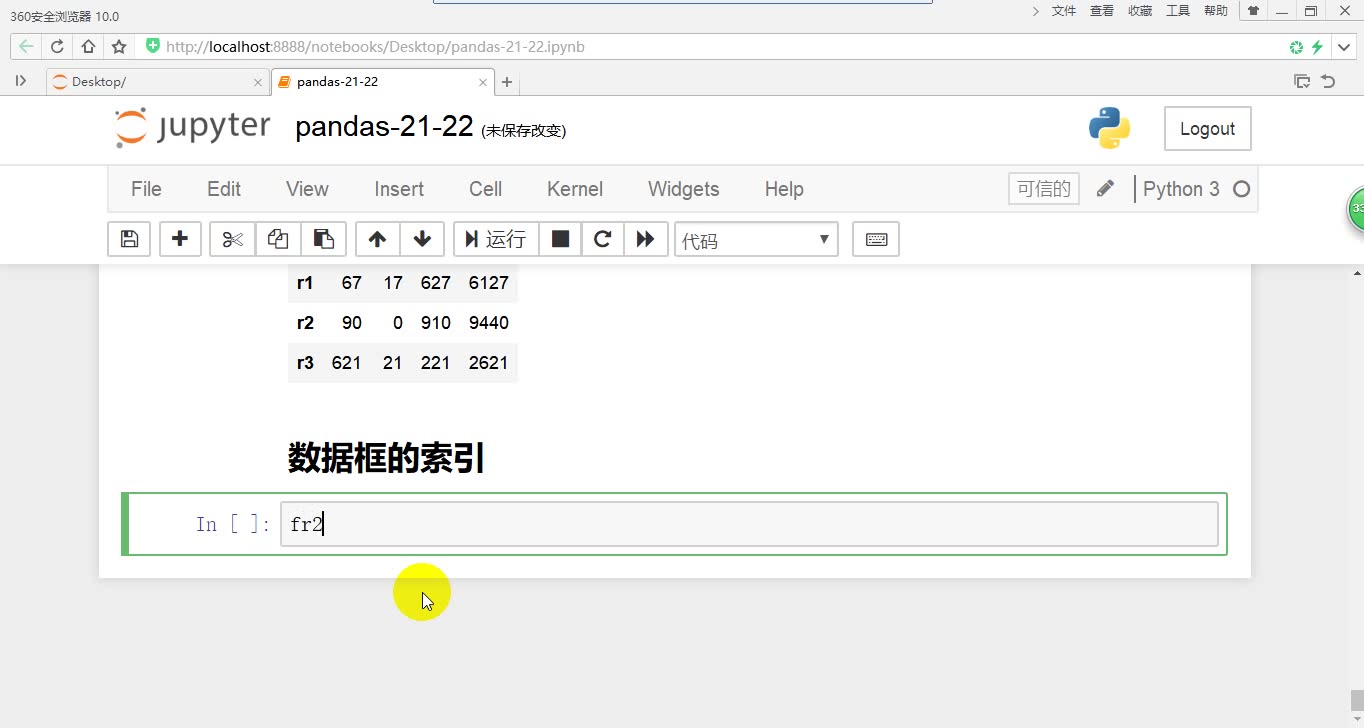 360安全浏览器 10.0
文件 查看 收藏 工具 帮助
http://localhost:8888/notebooks/Desktop/pandas-21-22.ipynb
Desktop/ pandas-21-22
jupyter pandas-21-22 (未保存改变) Logout
File Edit View Insert Cell Kernel Widgets Help 可信的 Python 3
运行 代码
33
r1 67 17 627 6127
r2 90 0 910 9440
r3 621 21 221 2621
数据框的索引
In [ ]: fr2